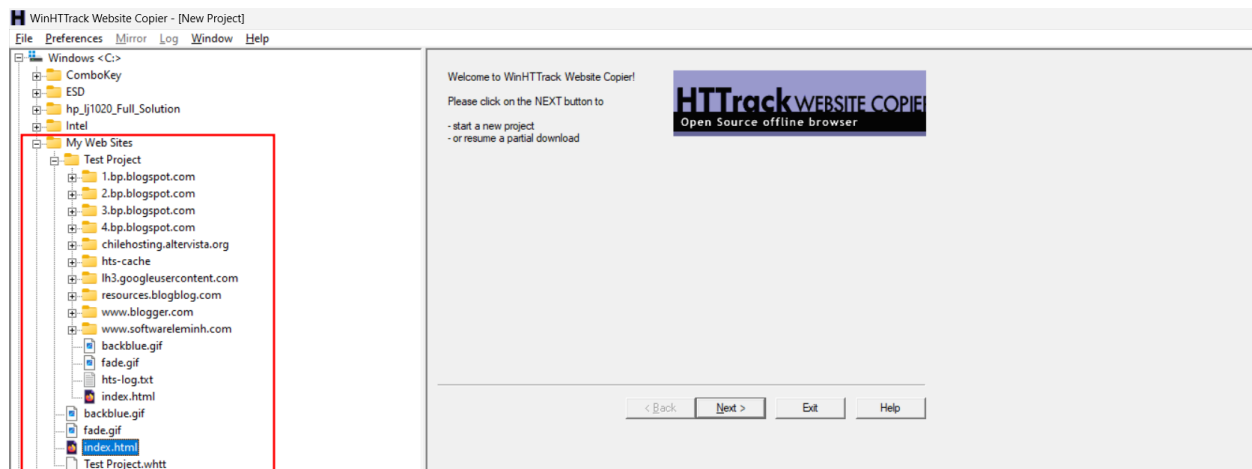 WinHTTrack Website Copier - [New Project]
File Preferences Mirror Log Window Help
Windows <C:>
ComboKey
ESD
hp_lj1020_Full_Solution
Intel
My Web Sites
Test Project
1.bp.blogspot.com
2.bp.blogspot.com
3.bp.blogspot.com
4.bp.blogspot.com
chilehosting.altervista.org
hts-cache
lh3.googleusercontent.com
resources.blogblog.com
www.blogger.com
www.softwareleminh.com
backblue.gif
fade.gif
hts-log.txt
index.html
backblue.gif
fade.gif
index.html
Test Project.whtt
Welcome to WinHTTrack Website Copier!
Please click on the NEXT button to
- start a new project
- or resume a partial download
HTTrack WEBSITE COPIE
Open Source offline browser
< Back Next > Exit Help